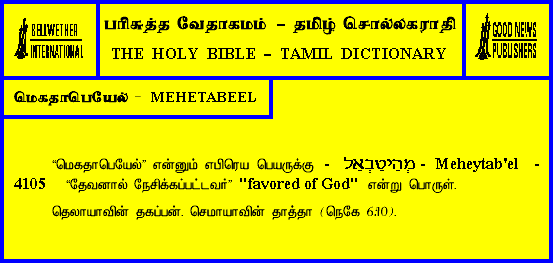 BELLWETHER
INTERNATIONAL
பரிசுத்த வேதாகமம் - தமிழ் சொல்லகராதி
THE HOLY BIBLE - TAMIL DICTIONARY
GOOD NEWS
PUBLISHERS
மெகதாபெயேல் - MEHETABEEL
"மெகதாபெயேல்" என்னும் எபிரெய பெயருக்கு - מְהֵיטַבְאֵל - Meheytab'el -
4105 "தேவனால் நேசிக்கப்பட்டவர்" "favored of God" என்று பொருள்.
தெலாயாவின் தகப்பன். செமாயாவின் தாத்தா (நெகே 6:10).